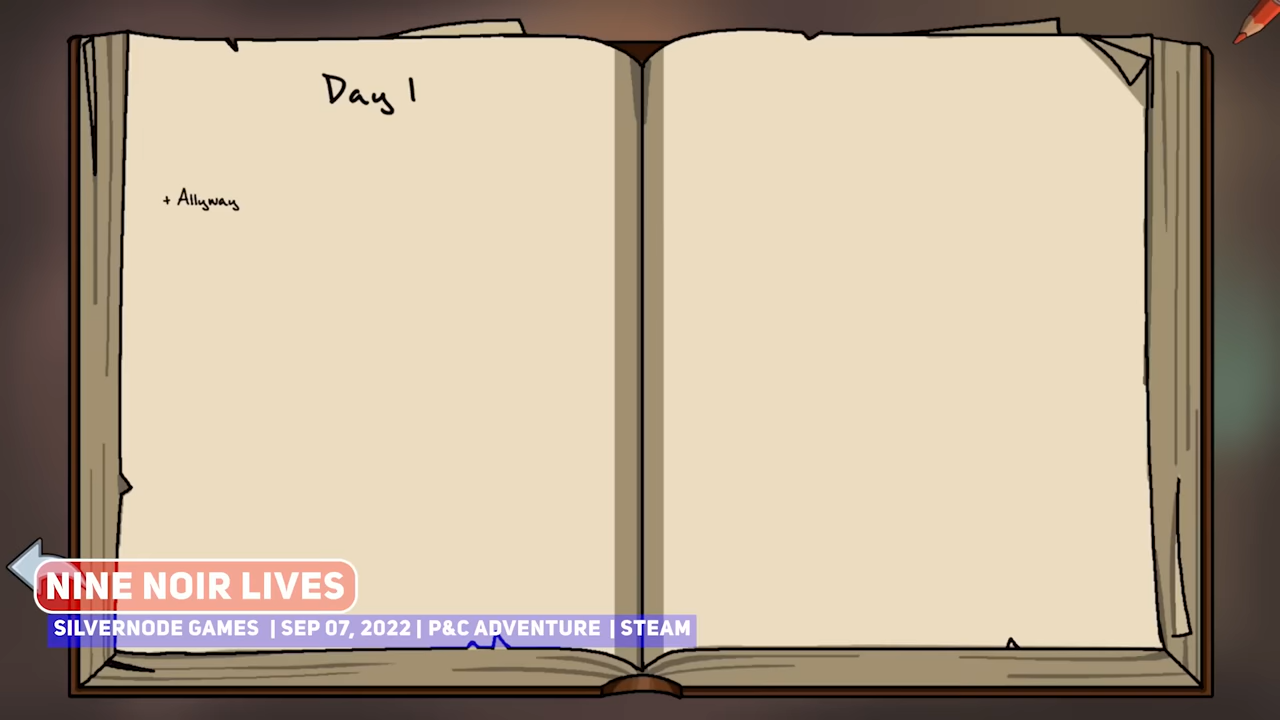 Day 1
+ Allyway
NINE NOIR LIVES
SILVERNODE GAMES | SEP 07, 2022 | P&C ADVENTURE | STEAM